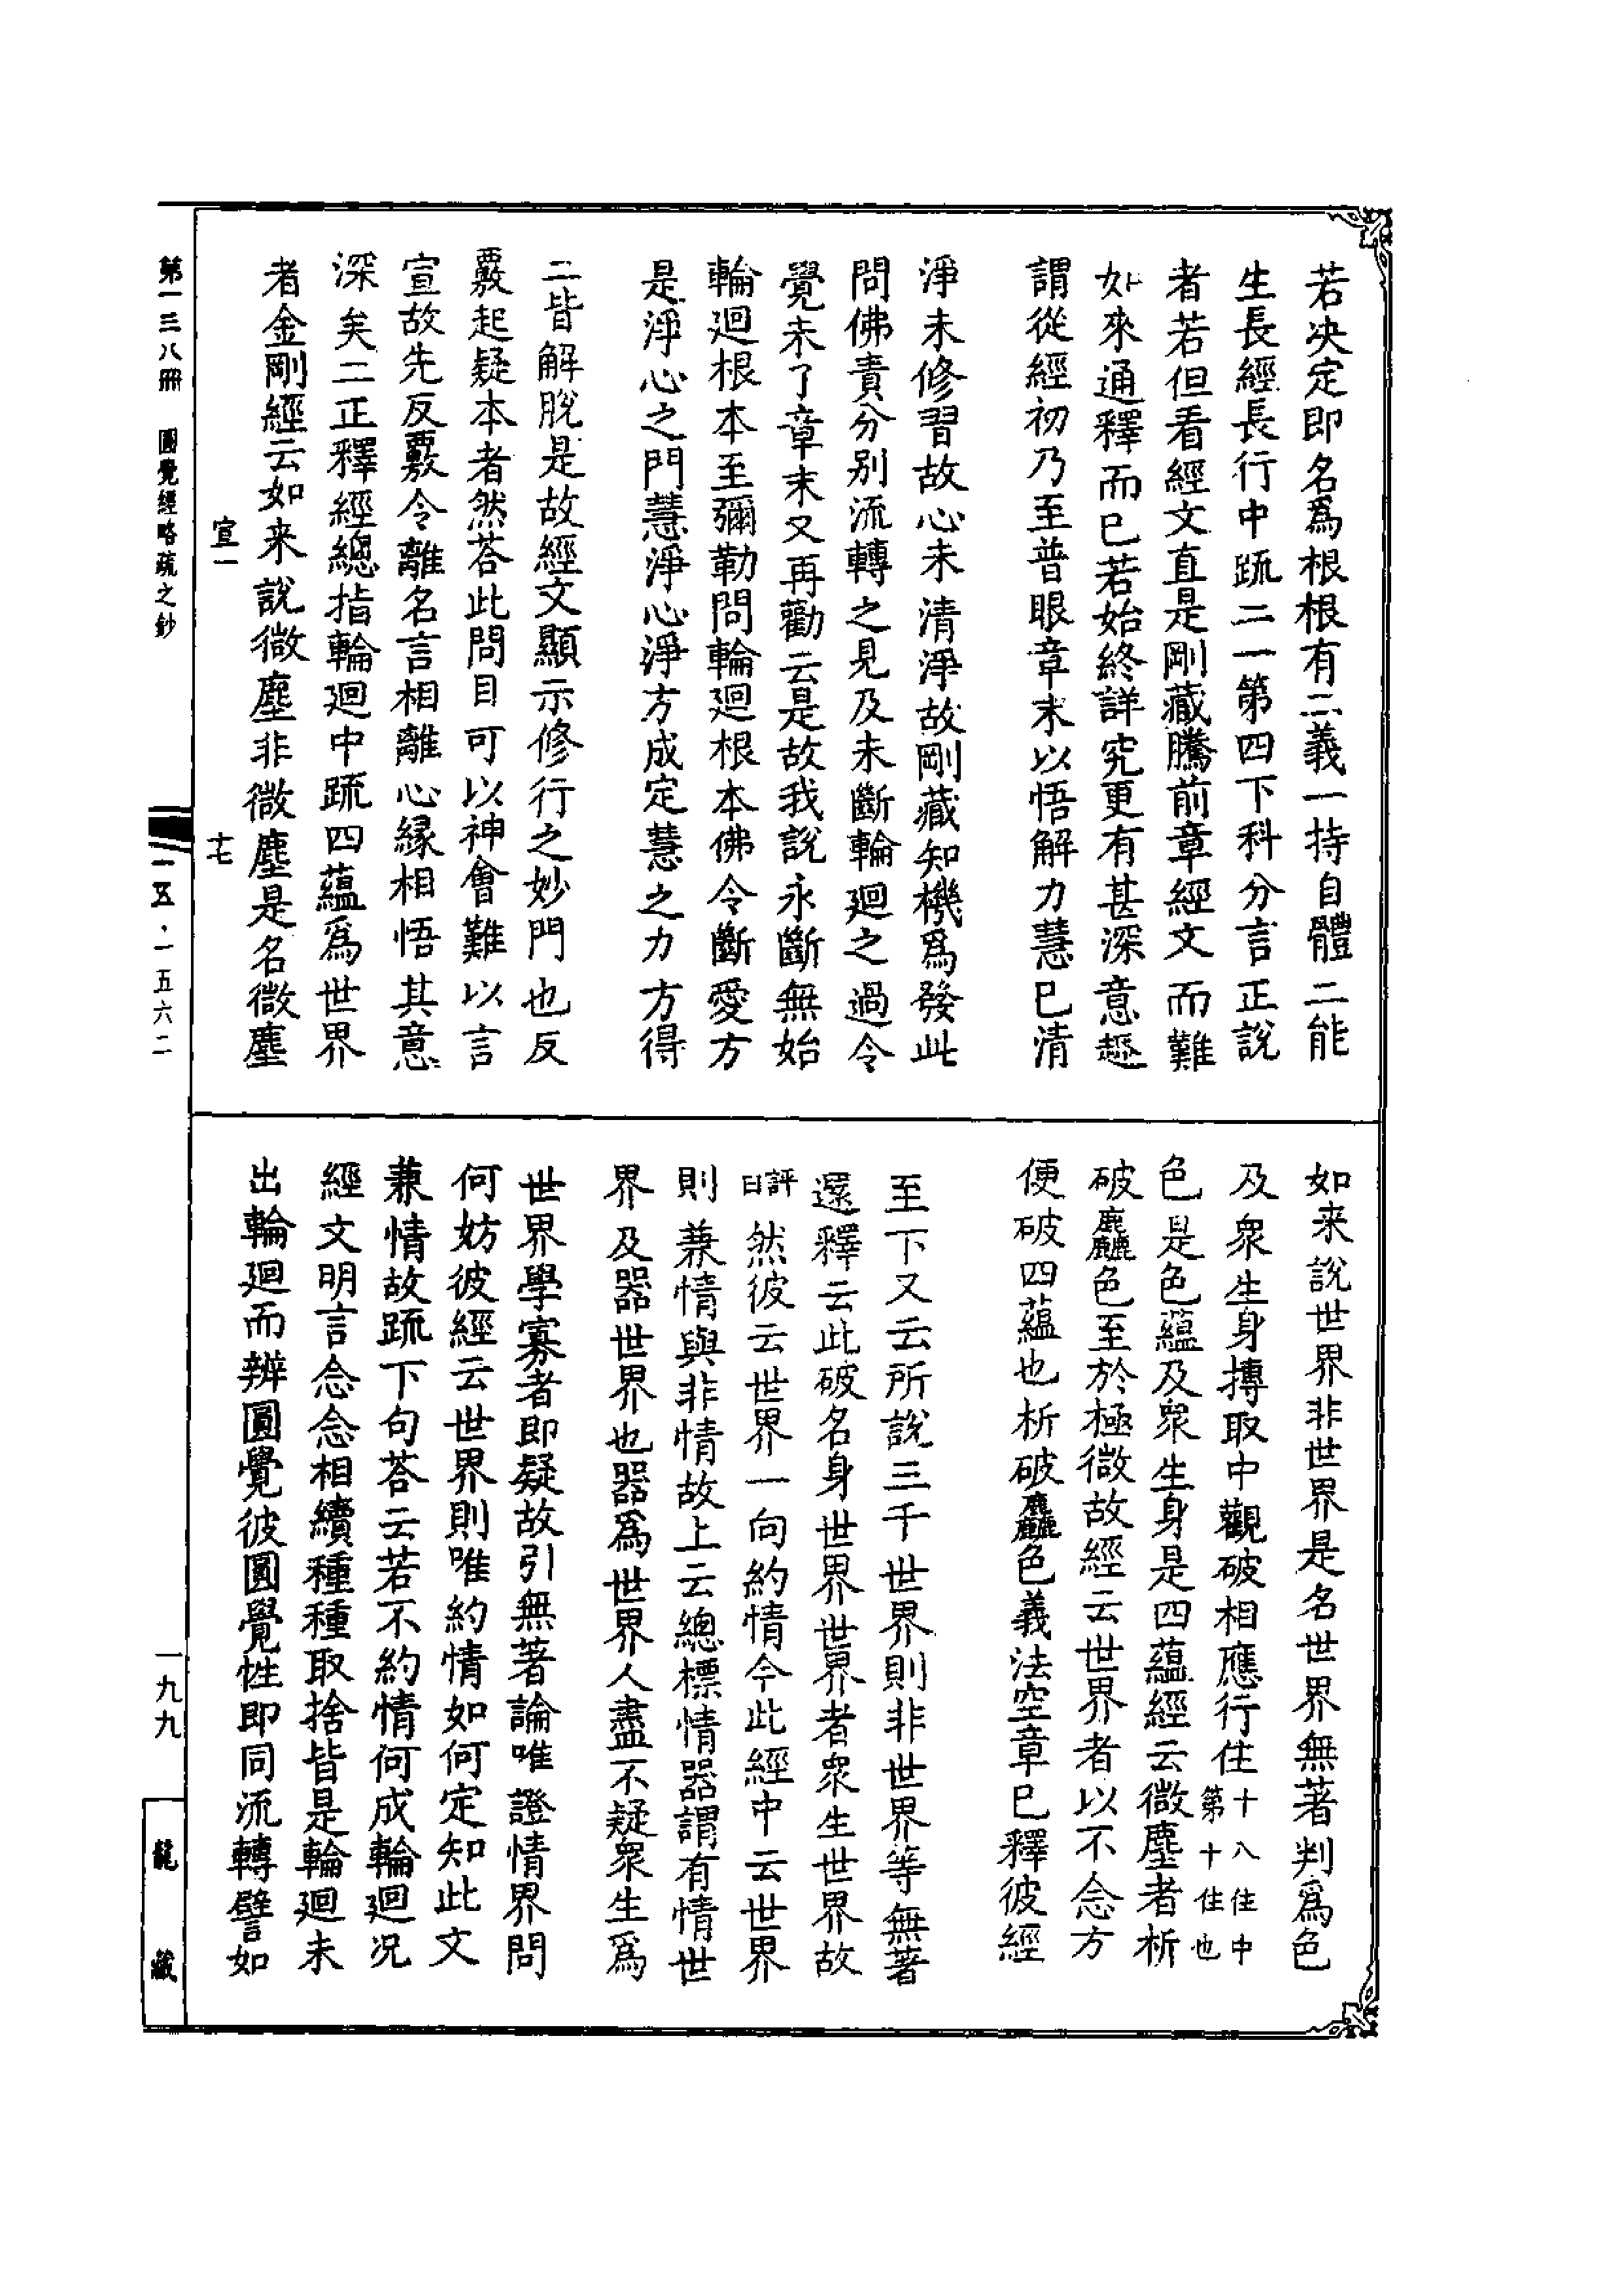 若決定即名爲根根有二義一持自體二能
生長經長行中䟽二一第四下科分言正說
者若但看經文直是剛藏騰前章經文而難
如來通釋而已若始終詳究更有甚深意趣
謂從經初乃至普眼章末以悟解力慧已清
淨未修習故心未清淨故剛藏知機爲發此
問佛責分別流轉之見及未斷輪迴之過令
覺未了章末又再勸云是故我說永斷無始
輪迴根本至彌勒問輪迴根本佛令斷愛方
是淨心之門慧淨心淨方成定慧之力方得
二皆解脫是故經文顯示修行之妙門也反
覈起疑本者然荅此問目可以神會難以言
宣故先反覈令離名言相離心緣相悟其意
深矣二正釋經總指輪迴中䟽四蘊爲世界
者金剛經云如来說微塵非微塵是名微塵
宣一
十七
如来說世界非世界是名世界無著判爲色
及衆生身摶取中觀破相應行住十八住中第十住也
色是色蘊及衆生身是四蘊經云微塵者析
破麤色至於極微故經云世界者以不念方
便破四蘊也析破麤色義法空章已釋彼經
至下又云所說三千世界則非世界等無著
還釋云此破名身世界世界者衆生世界故
評曰然彼云世界一向約情今此經中云世界
則兼情與非情故上云總標情器謂有情世
界及器世界也器爲世界人盡不疑衆生爲
世界學寡者即疑故引無著論唯證情界問
何妨彼經云世界則唯約情如何定知此文
兼情故䟽下句荅云若不約情何成輪迴況
經文明言念念相續種種取捨皆是輪迴未
出輪迴而辨圓覺彼圓覺性即同流轉譬如
第一三八冊 圓覺經略疏之鈔
一五·一五六二
一九九
龍藏